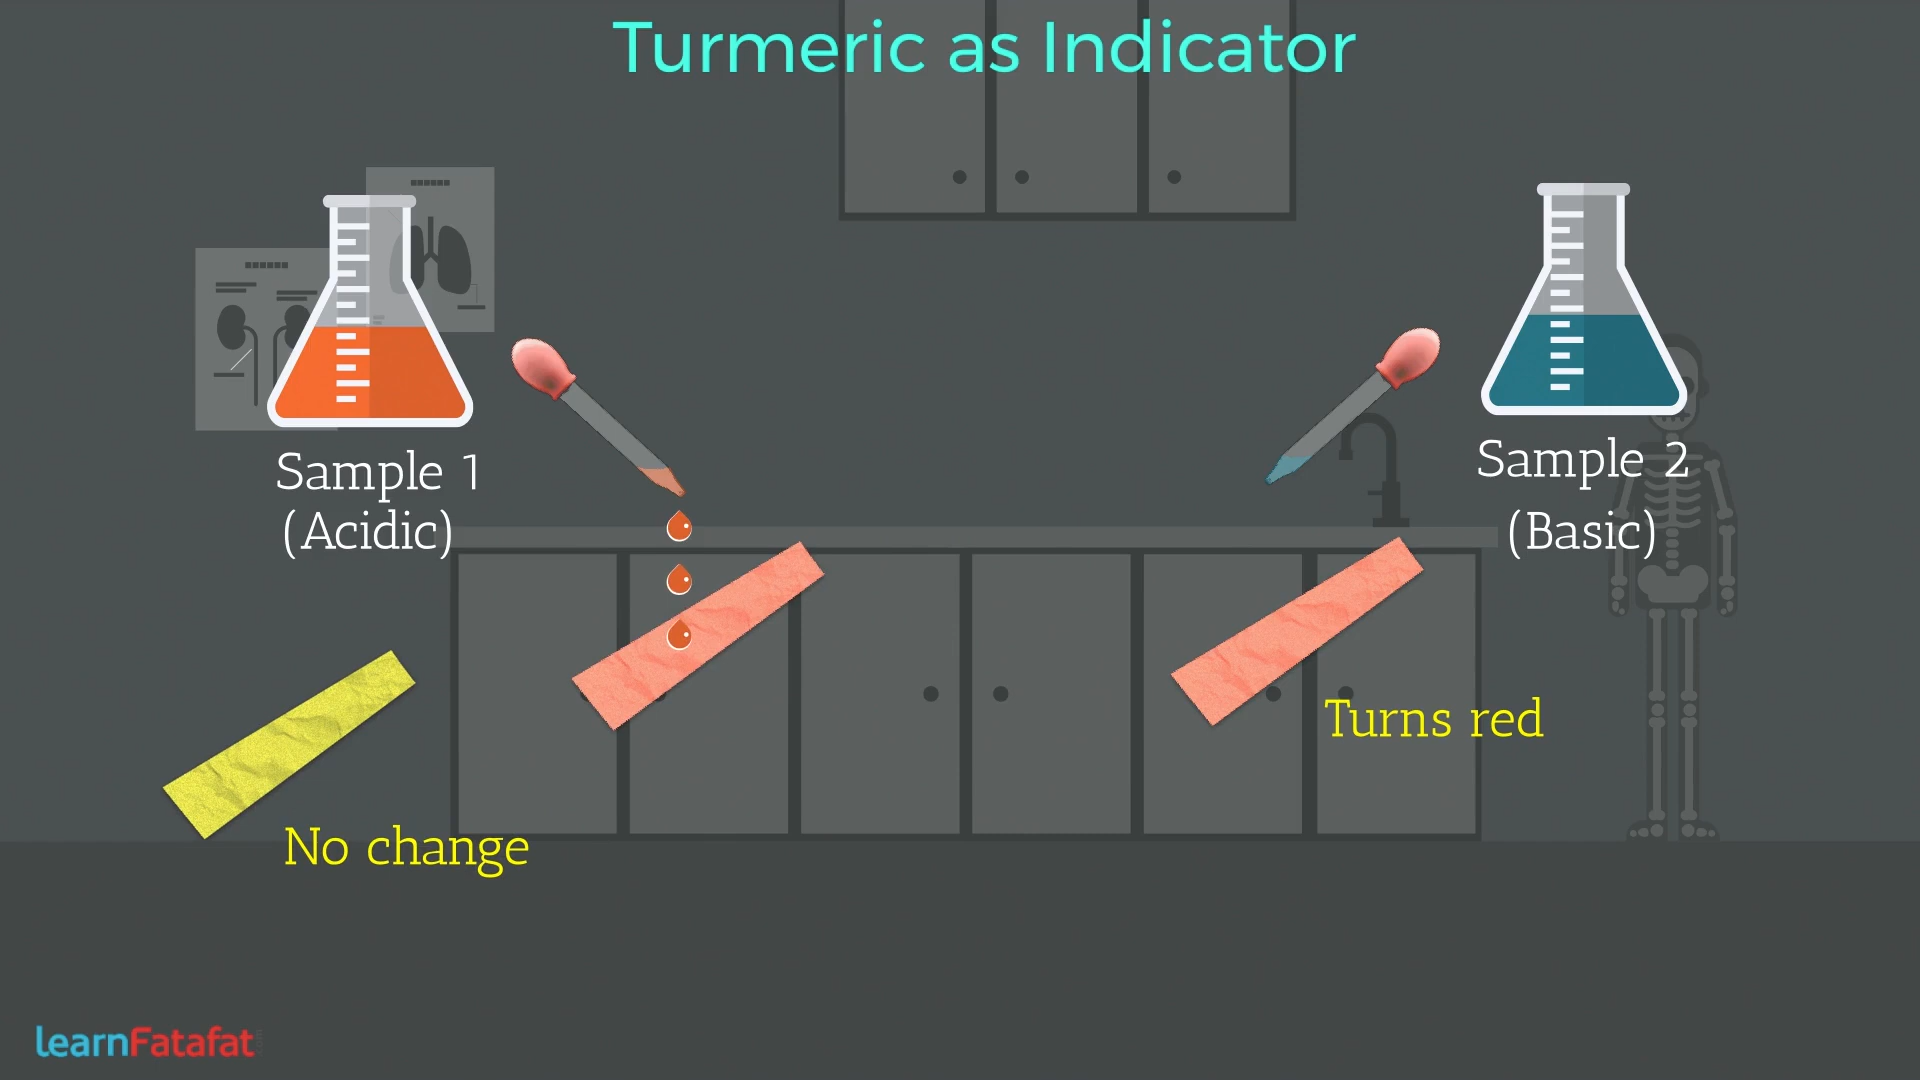 Turmeric as Indicator
Sample 1
(Acidic)
Sample 2
(Basic)
Turns red
No change
learnFatafat